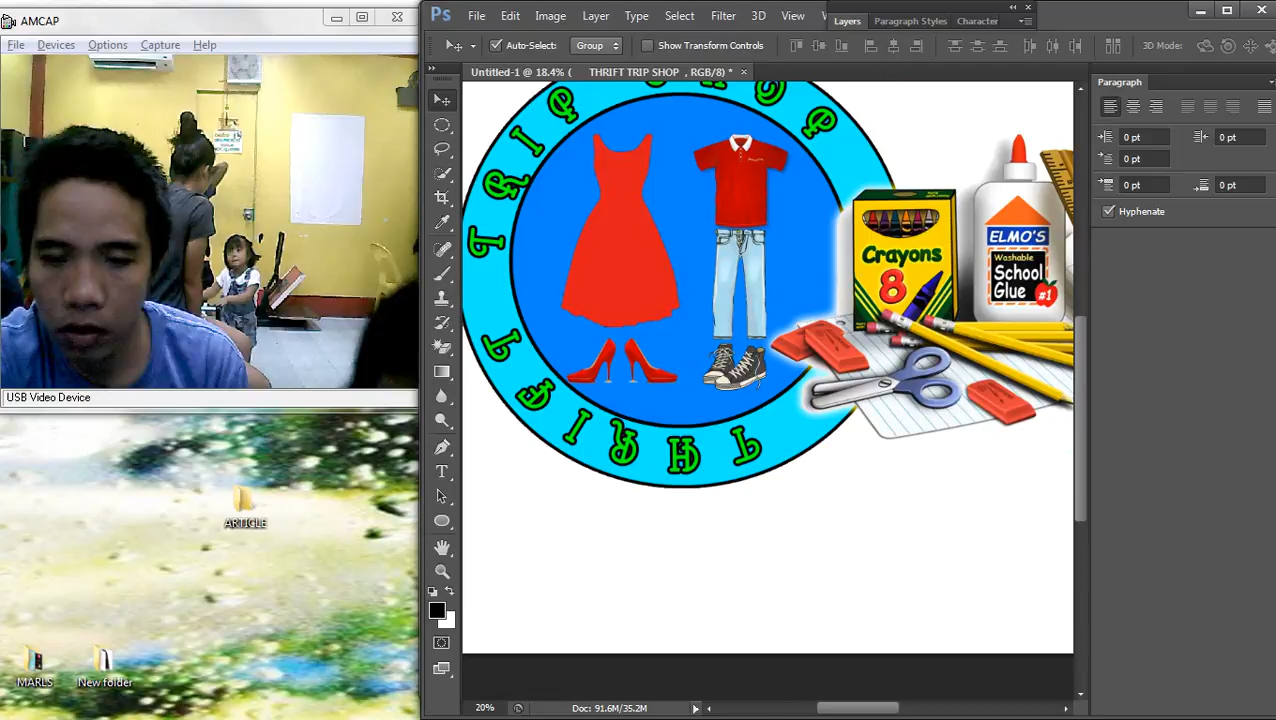 AMCAP
File Devices Options Capture Help
USB Video Device
ARTICLE
MARLS
New folder
Ps File Edit Image Layer Type Select Filter 3D View
Layers Paragraph Styles Character
Auto-Select: Group Show Transform Controls 3D Mode:
Untitled-1 @ 18.4% ( THRIFT TRIP SHOP , RGB/8) *
Paragraph
0 pt 0 pt
0 pt
0 pt 0 pt
Hyphenate
THRIFT TRIP
Crayons
8
ELMO'S
Washable
School
Glue
#1
20% Doc: 91.6M/35.2M